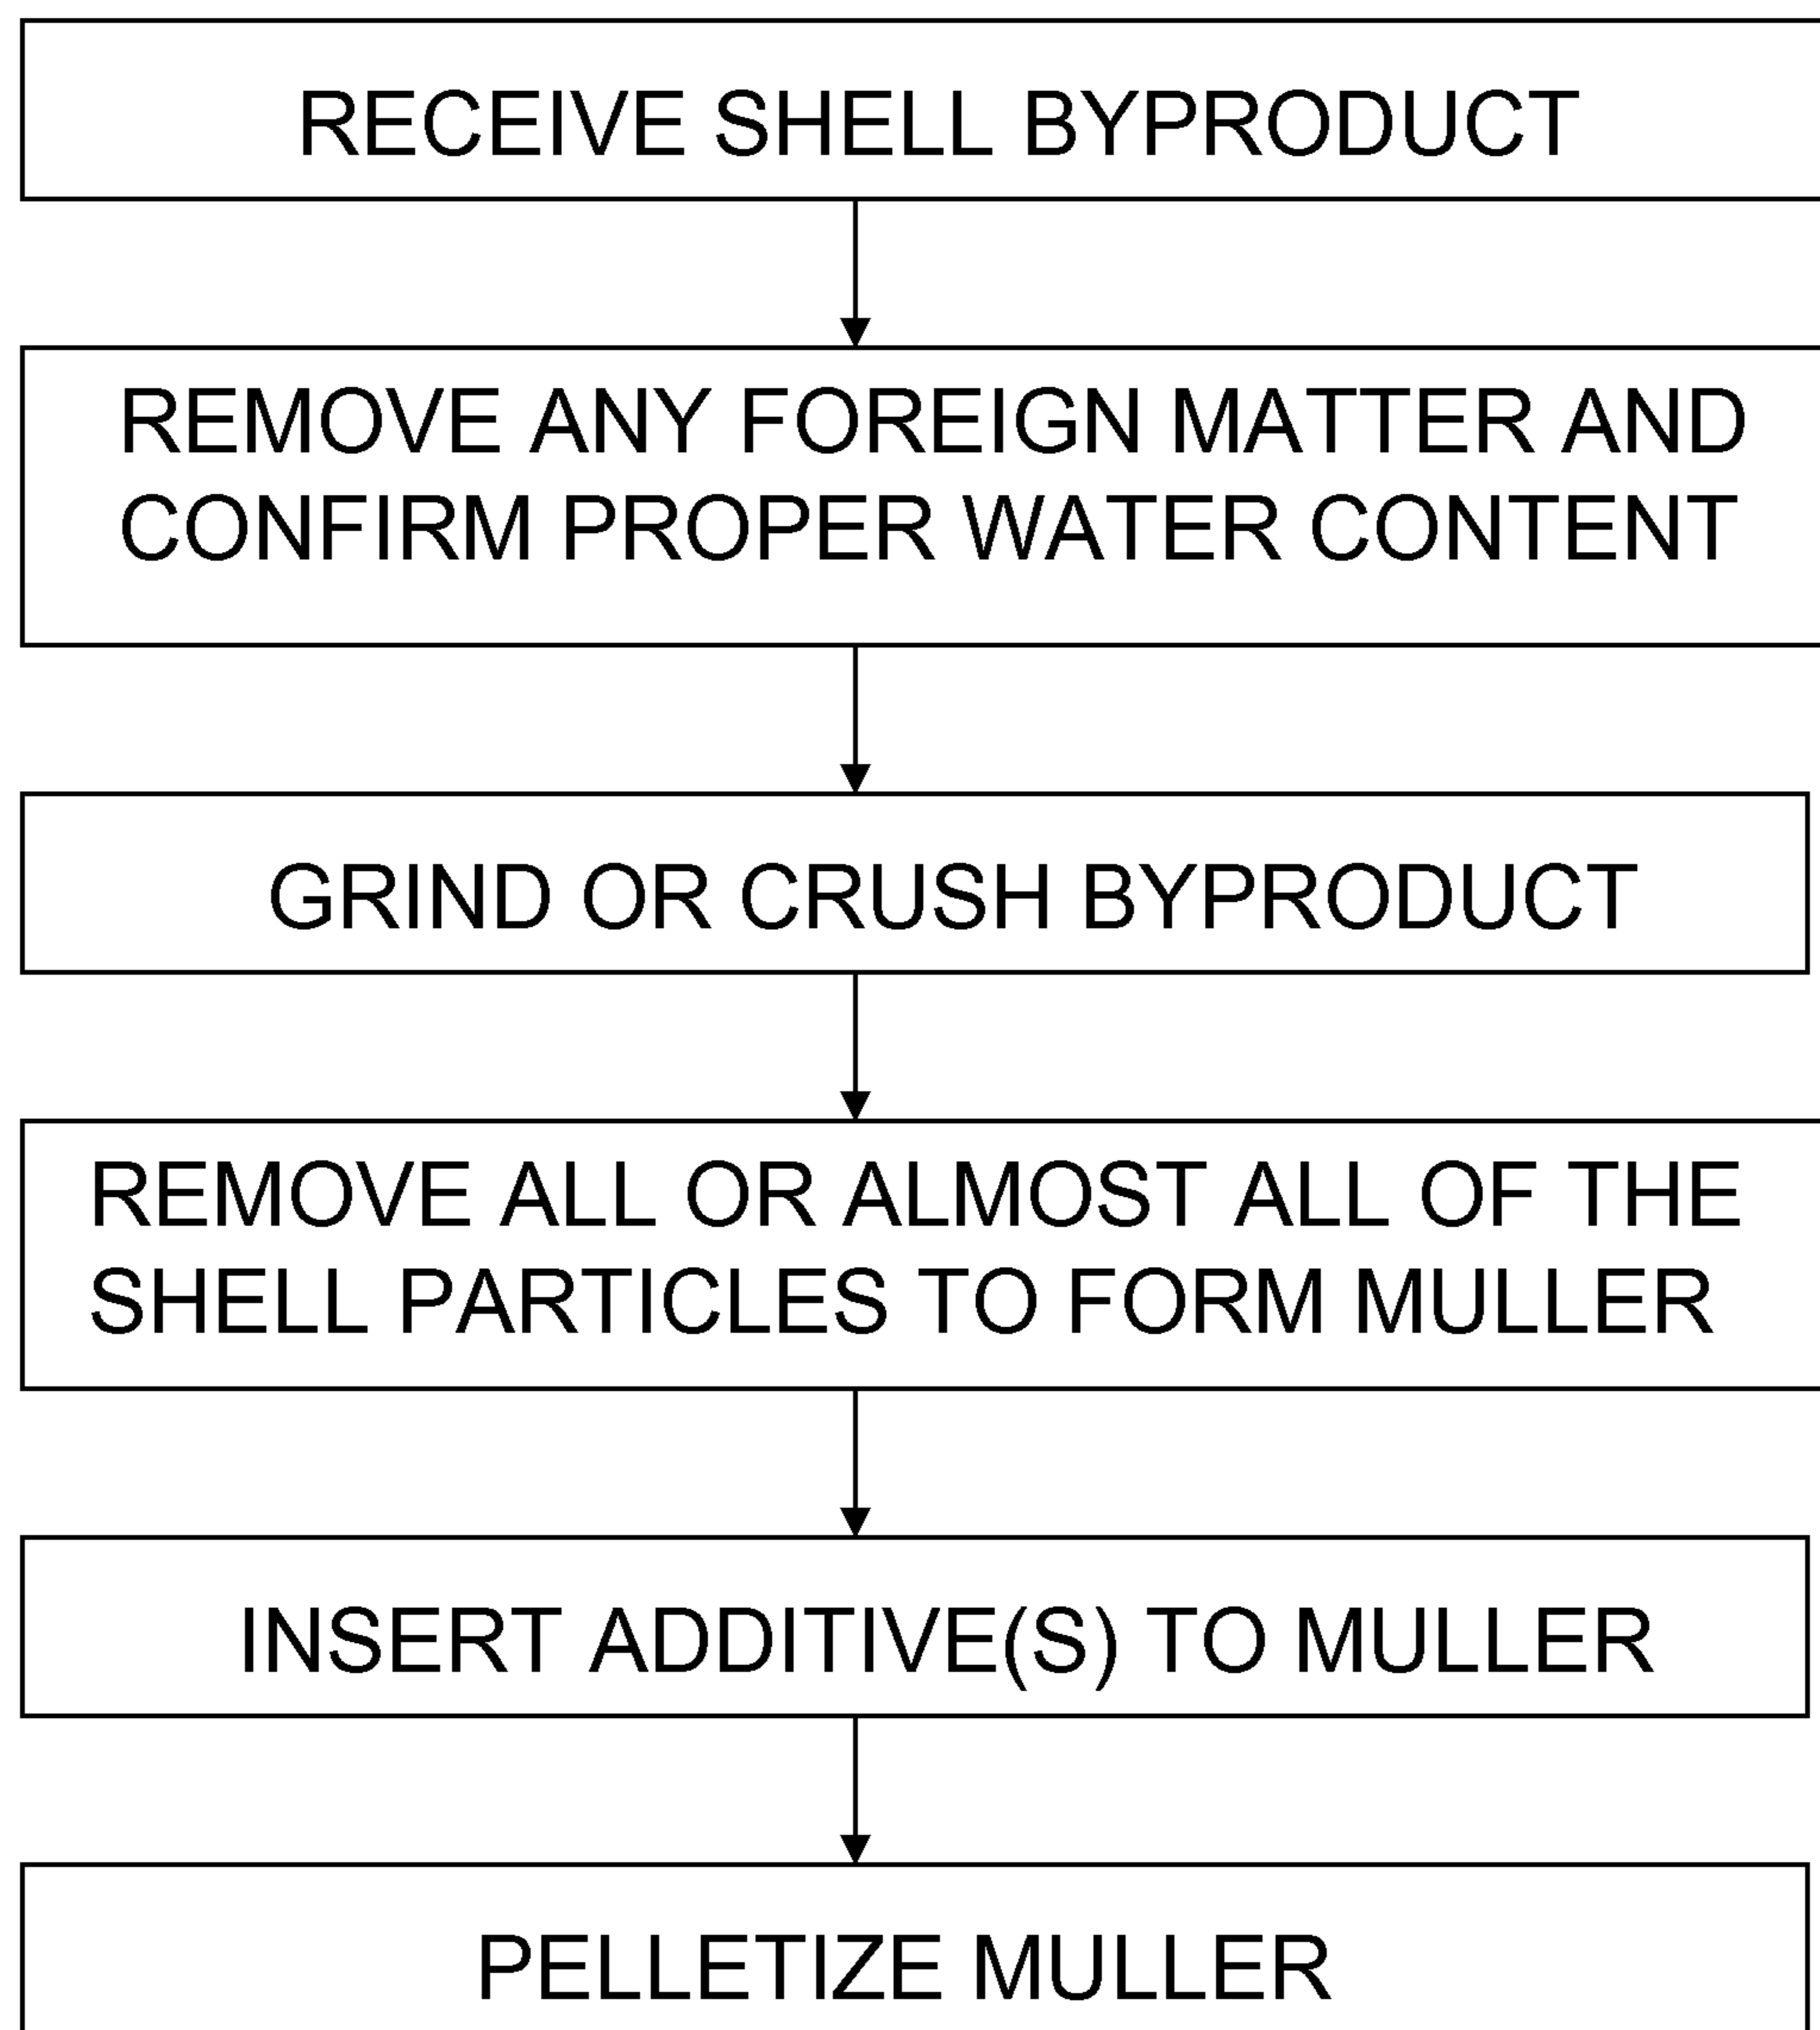 RECEIVE SHELL BYPRODUCT
REMOVE ANY FOREIGN MATTER AND
CONFIRM PROPER WATER CONTENT
GRIND OR CRUSH BYPRODUCT
REMOVE ALL OR ALMOST ALL OF THE
SHELL PARTICLES TO FORM MULLER
INSERT ADDITIVE(S) TO MULLER
PELLETIZE MULLER